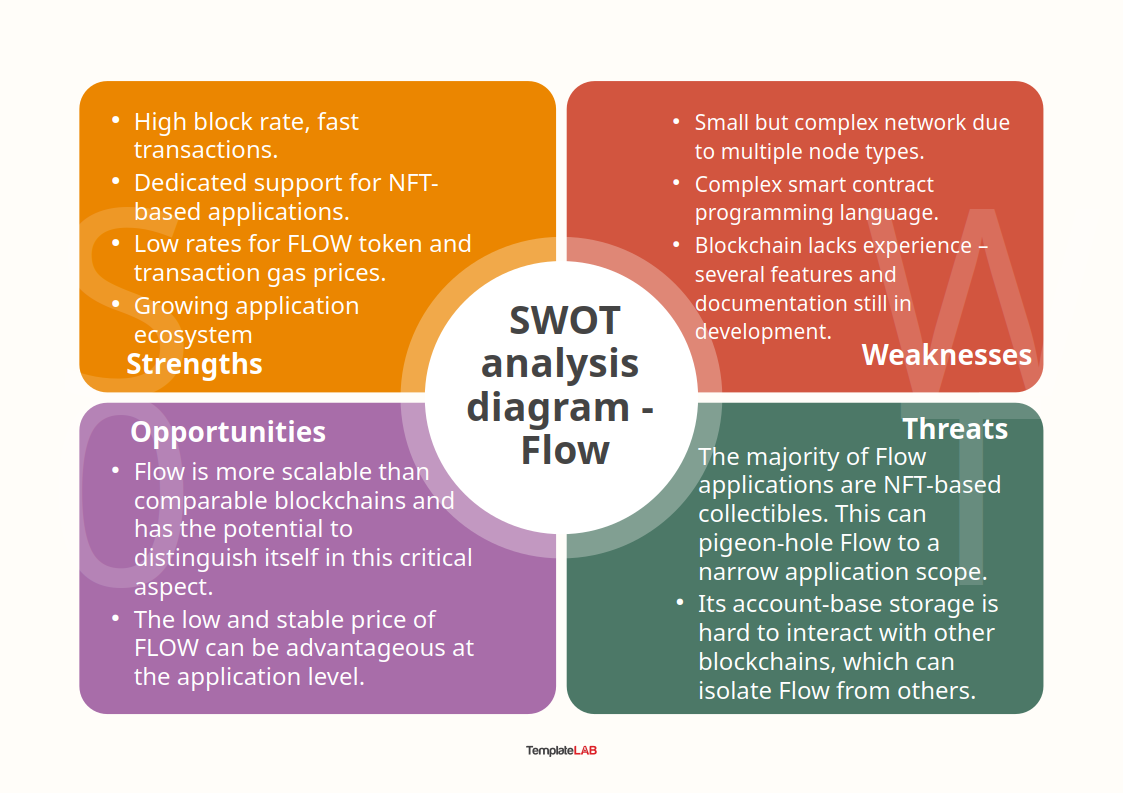 • High block rate, fast
transactions.
• Dedicated support for NFT-
based applications.
• Low rates for FLOW token and
transaction gas prices.
• Growing application
ecosystem
Strengths
• Small but complex network due
to multiple node types.
• Complex smart contract
programming language.
• Blockchain lacks experience –
several features and
documentation still in
development.
Weaknesses
SWOT
analysis
diagram -
Flow
Opportunities
• Flow is more scalable than
comparable blockchains and
has the potential to
distinguish itself in this critical
aspect.
• The low and stable price of
FLOW can be advantageous at
the application level.
Threats
The majority of Flow
applications are NFT-based
collectibles. This can
pigeon-hole Flow to a
narrow application scope.
• Its account-base storage is
hard to interact with other
blockchains, which can
isolate Flow from others.
S
W
O
T
TemplateLAB